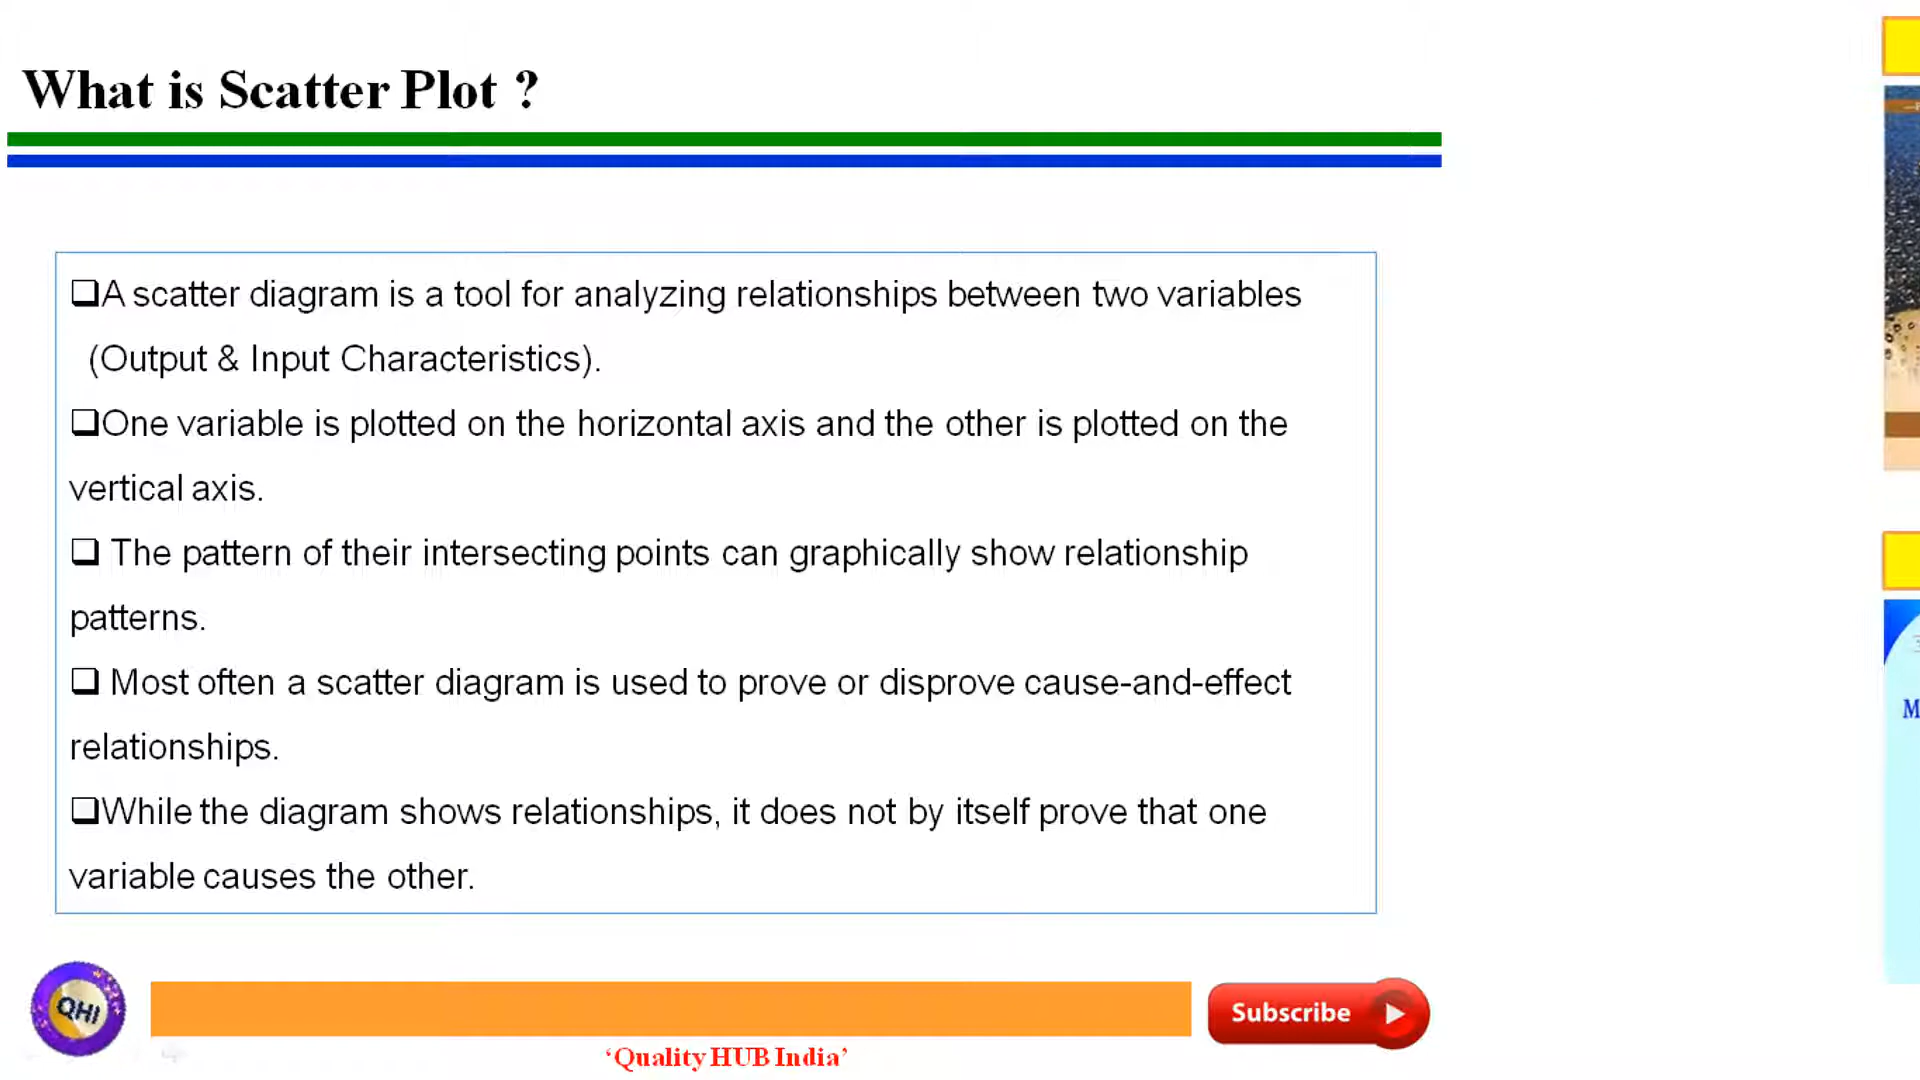 What is Scatter Plot ?
❑A scatter diagram is a tool for analyzing relationships between two variables
(Output & Input Characteristics).
❑One variable is plotted on the horizontal axis and the other is plotted on the
vertical axis.
❑ The pattern of their intersecting points can graphically show relationship
patterns.
❑ Most often a scatter diagram is used to prove or disprove cause-and-effect
relationships.
❑While the diagram shows relationships, it does not by itself prove that one
variable causes the other.
QHI
Subscribe
‘Quality HUB India’
M